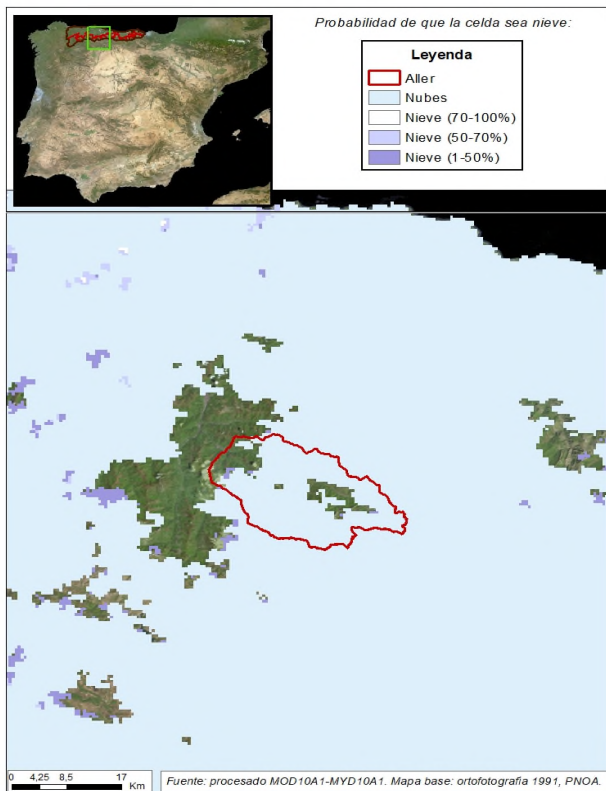 Probabilidad de que la celda sea nieve:
Leyenda
Aller
Nubes
Nieve (70-100%)
Nieve (50-70%)
Nieve (1-50%)
0 4,25 8,5 17
Km
Fuente: procesado MOD10A1-MYD10A1. Mapa base: ortofotografia 1991, PNOA.